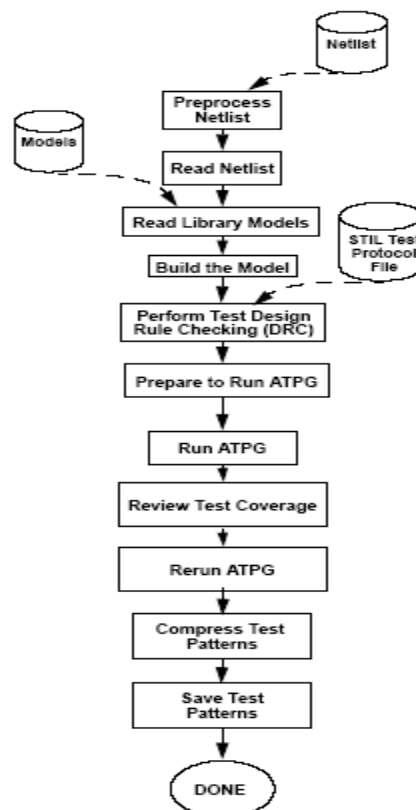 Netlist
Preprocess
Netlist
Models
Read Netlist
Read Library Models
STIL Test
Protocol
File
Build the Model
Perform Test Design
Rule Checking (DRC)
Prepare to Run ATPG
Run ATPG
Review Test Coverage
Rerun ATPG
Compress Test
Patterns
Save Test
Patterns
DONE